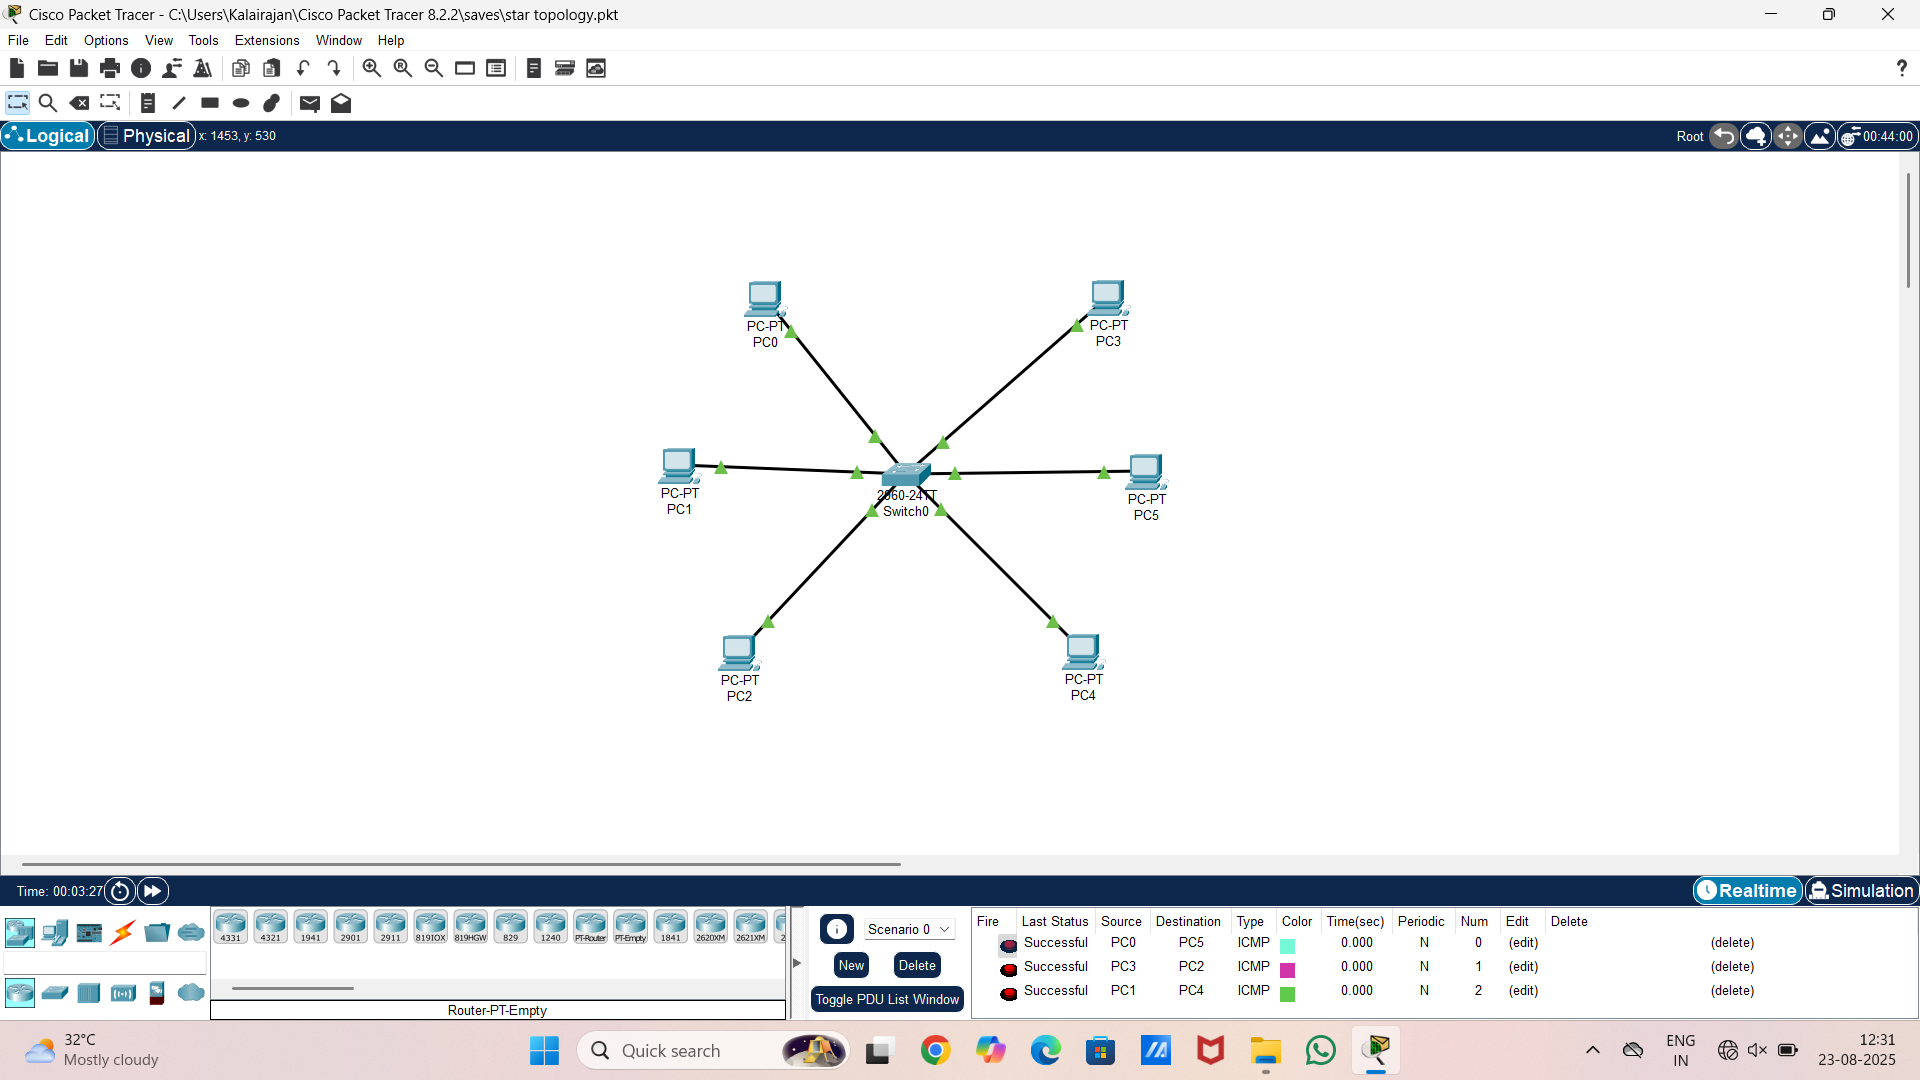 Cisco Packet Tracer - C:\Users\Kalairajan\Cisco Packet Tracer 8.2.2\saves\star topology.pkt
File Edit Options View Tools Extensions Window Help
Logical Physical x: 1453, y: 530 Root 00:44:00
PC-PT
PC0
PC-PT
PC3
PC-PT
PC1
2960-24TT
Switch0
PC-PT
PC5
PC-PT
PC2
PC-PT
PC4
Time: 00:03:27 Realtime Simulation
4331 4321 1941 2901 2911 819IOX 819HGW 829 1240 PT-Router PT-Empty 1841 2620XM 2621XM
Router-PT-Empty
Scenario 0
New Delete
Toggle PDU List Window
Fire Last Status Source Destination Type Color Time(sec) Periodic Num Edit Delete
Successful PC0 PC5 ICMP 0.000 N 0 (edit) (delete)
Successful PC3 PC2 ICMP 0.000 N 1 (edit) (delete)
Successful PC1 PC4 ICMP 0.000 N 2 (edit) (delete)
32°C
Mostly cloudy
Quick search
ENG
IN
12:31
23-08-2025